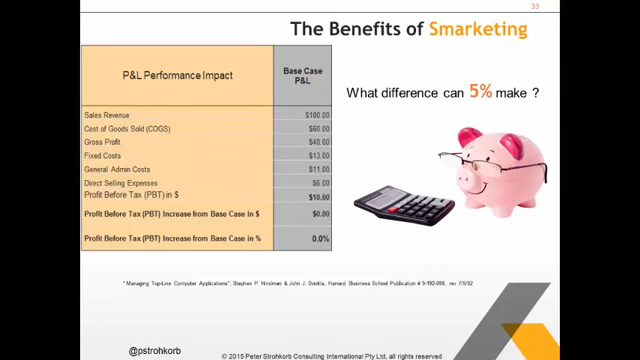 33
The Benefits of Smarketing
P&L Performance Impact
Base Case
P&L
Sales Revenue $100.00
Cost of Goods Sold (COGS) $60.00
Gross Profit $40.00
Fixed Costs $13.00
General Admin Costs $11.00
Direct Selling Expenses $6.00
Profit Before Tax (PBT) in $ $10.00
Profit Before Tax (PBT) Increase from Base Case in $ $0.00
Profit Before Tax (PBT) Increase from Base Case in % 0.0%
What difference can 5% make ?
" Managing Top-Line Computer Applications", Stephen P. Hindman & John J. Sviokla; Harvard Business School Publication # 9-192-098, rev 7/9/92
@pstrohkorb
© 2015 Peter Strohkorb Consulting International Pty Ltd, all rights reserved